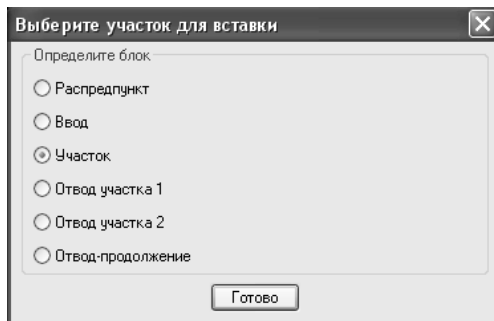 Выберите участок для вставки
Определите блок
Распредпункт
Ввод
Участок
Отвод участка 1
Отвод участка 2
Отвод-продолжение
Готово